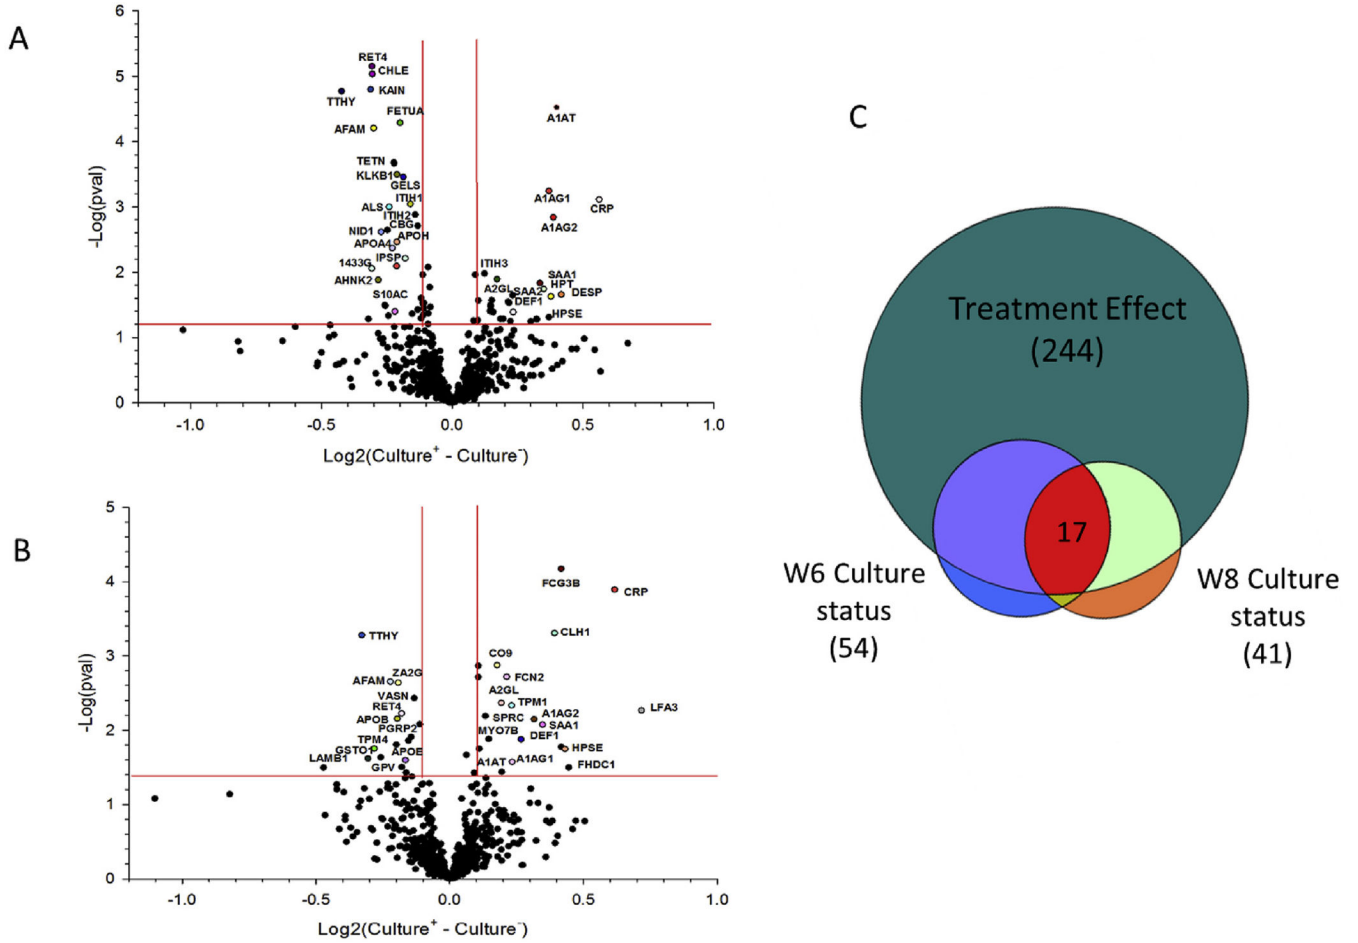 A
6
5
4
3
2
1
0
-Log(pval)
RET4
CHLE
KAIN
TTHY
FETUA
AFAM
TETN
KLKB1
GELS
ITIH1
ALS
ITIH2
CBG
NID1
APOH
APOA4
IPSP
1433G
AHNK2
S10AC
A1AT
A1AG1
CRP
A1AG2
ITIH3
SAA1
A2GL
SAA2
HPT
DESP
DEF1
HPSE
-1.0
-0.5
0.0
0.5
1.0
Log2(Culture+ - Culture-)
B
5
4
3
2
1
0
-Log(pval)
FCG3B
CRP
TTHY
CLH1
CO9
ZA2G
AFAM
FCN2
VASN
A2GL
RET4
TPM1
LFA3
APOB
SPRC
A1AG2
PGRP2
SAA1
MYO7B
DEF1
TPM4
GSTO1
APOE
HPSE
LAMB1
GPV
A1AT
A1AG1
FHDC1
-1.0
-0.5
0.0
0.5
1.0
Log2(Culture+ - Culture-)
C
Treatment Effect
(244)
17
W6 Culture
status
(54)
W8 Culture
status
(41)